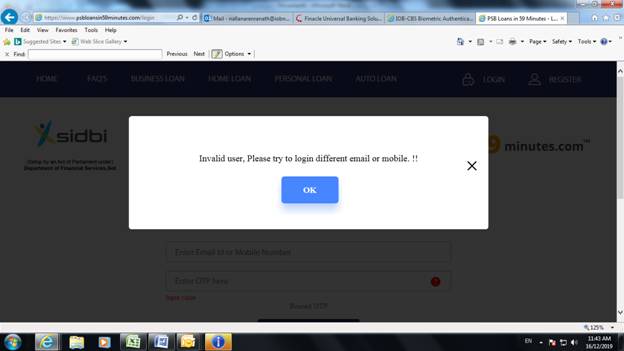 https://www.psbloansin59minutes.com/login
Mail - nallanarennenath@iobn...
Finacle Universal Banking Solu...
IOB-CBS Biometric Authentica...
PSB Loans in 59 Minutes - L...
File Edit View Favorites Tools Help
Suggested Sites Web Slice Gallery
Page Safety Tools
Find: Previous Next Options
HOME FAQ'S BUSINESS LOAN HOME LOAN PERSONAL LOAN AUTO LOAN LOGIN REGISTER
sidbi
9 minutes.com™
(Setup by an Act of Parliament under)
Department of Financial Services,GoI
Invalid user, Please try to login different email or mobile. !!
OK
Enter Email Id or Mobile Number
Enter OTP here
Resend OTP
125%
EN
11:43 AM
16/12/2019